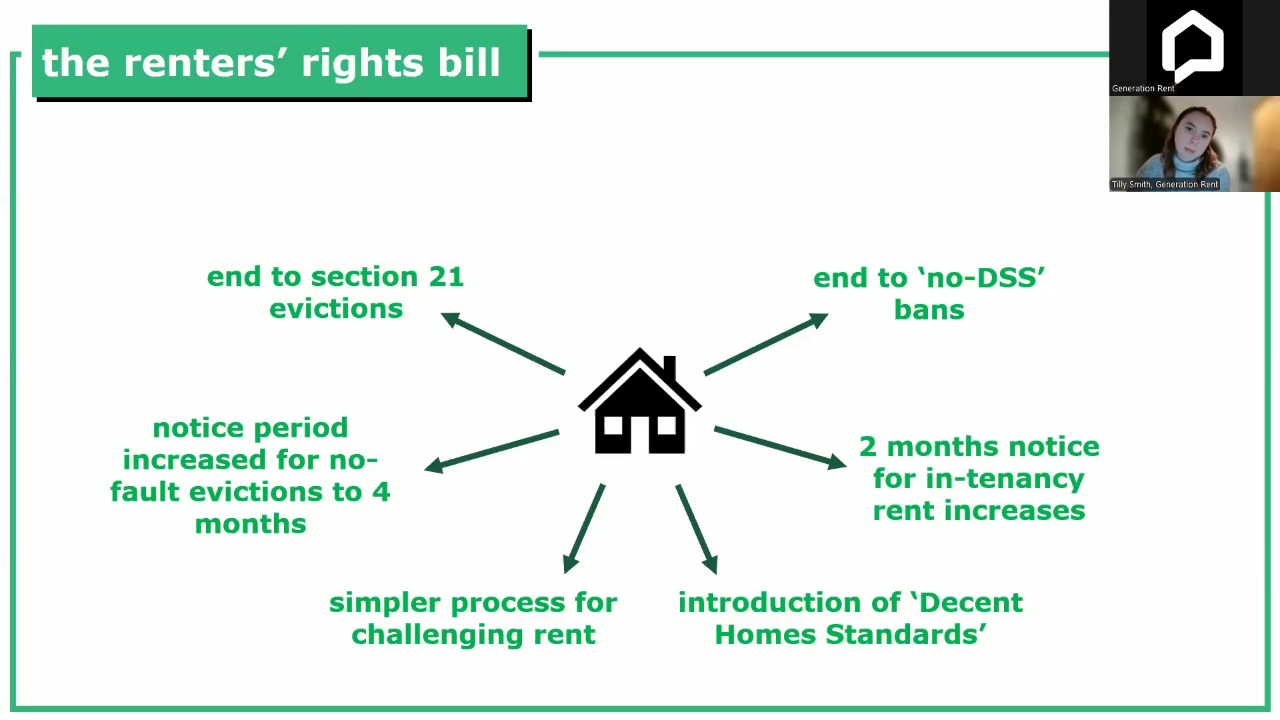 the renters’ rights bill
Generation Rent
Tilly Smith, Generation Rent
end to section 21
evictions
end to ‘no-DSS’
bans
notice period
increased for no-
fault evictions to 4
months
2 months notice
for in-tenancy
rent increases
simpler process for
challenging rent
introduction of ‘Decent
Homes Standards’